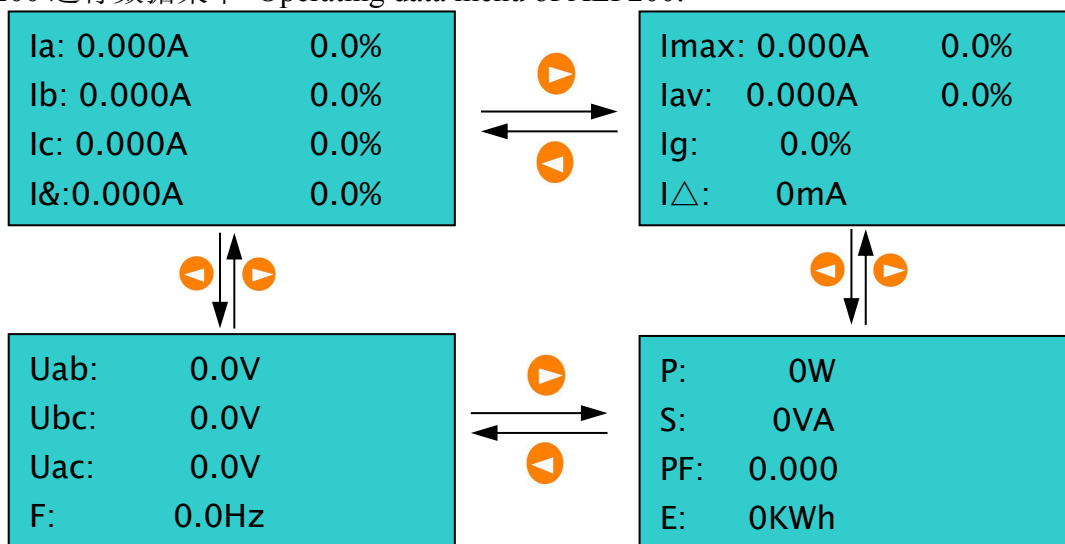 Ia: 0.000A 0.0%
Ib: 0.000A 0.0%
Ic: 0.000A 0.0%
I&:0.000A 0.0%
Imax: 0.000A 0.0%
Iav: 0.000A 0.0%
Ig: 0.0%
I△: 0mA
Uab: 0.0V
Ubc: 0.0V
Uac: 0.0V
F: 0.0Hz
P: 0W
S: 0VA
PF: 0.000
E: 0KWh